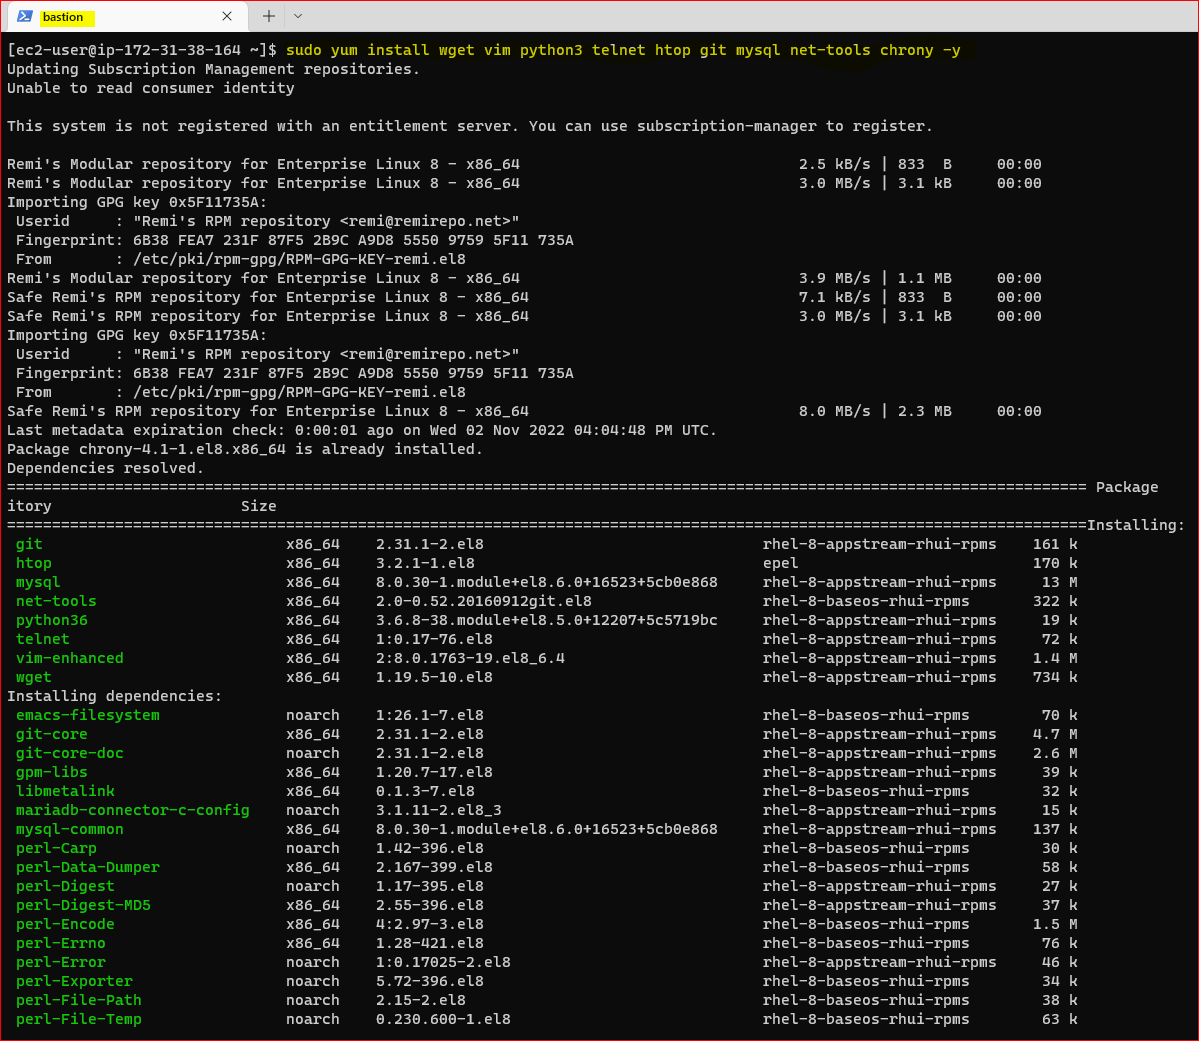 bastion
[ec2-user@ip-172-31-38-164 ~]$ sudo yum install wget vim python3 telnet htop git mysql net-tools chrony -y
Updating Subscription Management repositories.
Unable to read consumer identity
This system is not registered with an entitlement server. You can use subscription-manager to register.
Remi's Modular repository for Enterprise Linux 8 - x86_64 2.5 kB/s | 833 B 00:00
Remi's Modular repository for Enterprise Linux 8 - x86_64 3.0 MB/s | 3.1 kB 00:00
Importing GPG key 0x5F11735A:
Userid : "Remi's RPM repository <remi@remirepo.net>"
Fingerprint: 6B38 FEA7 231F 87F5 2B9C A9D8 5550 9759 5F11 735A
From : /etc/pki/rpm-gpg/RPM-GPG-KEY-remi.el8
Remi's Modular repository for Enterprise Linux 8 - x86_64 3.9 MB/s | 1.1 MB 00:00
Safe Remi's RPM repository for Enterprise Linux 8 - x86_64 7.1 kB/s | 833 B 00:00
Safe Remi's RPM repository for Enterprise Linux 8 - x86_64 3.0 MB/s | 3.1 kB 00:00
Importing GPG key 0x5F11735A:
Userid : "Remi's RPM repository <remi@remirepo.net>"
Fingerprint: 6B38 FEA7 231F 87F5 2B9C A9D8 5550 9759 5F11 735A
From : /etc/pki/rpm-gpg/RPM-GPG-KEY-remi.el8
Safe Remi's RPM repository for Enterprise Linux 8 - x86_64 8.0 MB/s | 2.3 MB 00:00
Last metadata expiration check: 0:00:01 ago on Wed 02 Nov 2022 04:04:48 PM UTC.
Package chrony-4.1-1.el8.x86_64 is already installed.
Dependencies resolved.
======================================================================================================================== Package
itory Size
========================================================================================================================Installing:
git x86_64 2.31.1-2.el8 rhel-8-appstream-rhui-rpms 161 k
htop x86_64 3.2.1-1.el8 epel 170 k
mysql x86_64 8.0.30-1.module+el8.6.0+16523+5cb0e868 rhel-8-appstream-rhui-rpms 13 M
net-tools x86_64 2.0-0.52.20160912git.el8 rhel-8-baseos-rhui-rpms 322 k
python36 x86_64 3.6.8-38.module+el8.5.0+12207+5c5719bc rhel-8-appstream-rhui-rpms 19 k
telnet x86_64 1:0.17-76.el8 rhel-8-appstream-rhui-rpms 72 k
vim-enhanced x86_64 2:8.0.1763-19.el8_6.4 rhel-8-appstream-rhui-rpms 1.4 M
wget x86_64 1.19.5-10.el8 rhel-8-appstream-rhui-rpms 734 k
Installing dependencies:
emacs-filesystem noarch 1:26.1-7.el8 rhel-8-baseos-rhui-rpms 70 k
git-core x86_64 2.31.1-2.el8 rhel-8-appstream-rhui-rpms 4.7 M
git-core-doc noarch 2.31.1-2.el8 rhel-8-appstream-rhui-rpms 2.6 M
gpm-libs x86_64 1.20.7-17.el8 rhel-8-appstream-rhui-rpms 39 k
libmetalink x86_64 0.1.3-7.el8 rhel-8-baseos-rhui-rpms 32 k
mariadb-connector-c-config noarch 3.1.11-2.el8_3 rhel-8-appstream-rhui-rpms 15 k
mysql-common x86_64 8.0.30-1.module+el8.6.0+16523+5cb0e868 rhel-8-appstream-rhui-rpms 137 k
perl-Carp noarch 1.42-396.el8 rhel-8-baseos-rhui-rpms 30 k
perl-Data-Dumper x86_64 2.167-399.el8 rhel-8-baseos-rhui-rpms 58 k
perl-Digest noarch 1.17-395.el8 rhel-8-appstream-rhui-rpms 27 k
perl-Digest-MD5 x86_64 2.55-396.el8 rhel-8-appstream-rhui-rpms 37 k
perl-Encode x86_64 4:2.97-3.el8 rhel-8-baseos-rhui-rpms 1.5 M
perl-Errno x86_64 1.28-421.el8 rhel-8-baseos-rhui-rpms 76 k
perl-Error noarch 1:0.17025-2.el8 rhel-8-appstream-rhui-rpms 46 k
perl-Exporter noarch 5.72-396.el8 rhel-8-baseos-rhui-rpms 34 k
perl-File-Path noarch 2.15-2.el8 rhel-8-baseos-rhui-rpms 38 k
perl-File-Temp noarch 0.230.600-1.el8 rhel-8-baseos-rhui-rpms 63 k